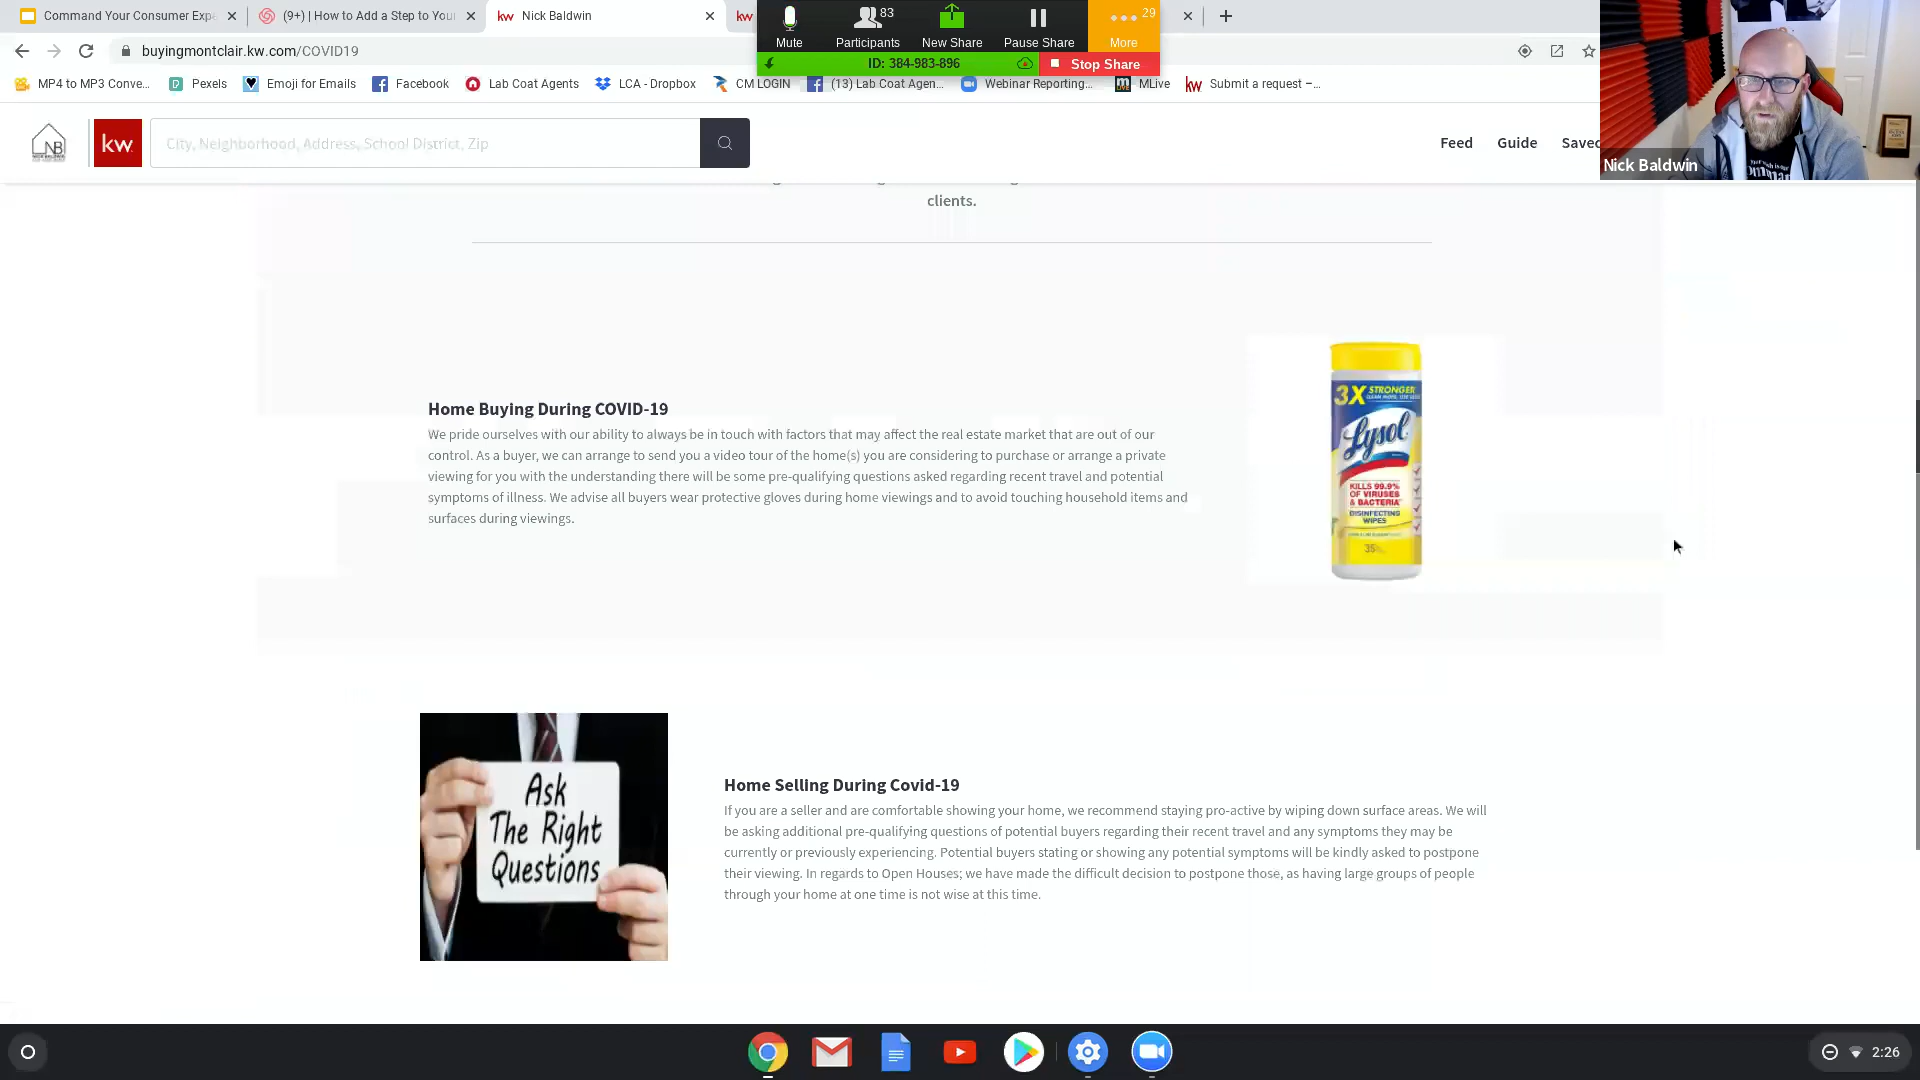 Command Your Consumer Expe
(9+) | How to Add a Step to Your
kw Nick Baldwin
kw
Mute
Participants 83
New Share
Pause Share
More 29
ID: 384-983-896
Stop Share
buyingmontclair.kw.com/COVID19
MP4 to MP3 Conve...
Pexels
Emoji for Emails
Facebook
Lab Coat Agents
LCA - Dropbox
CM LOGIN
(13) Lab Coat Agen...
Webinar Reporting...
MLive
kw Submit a request –...
NB
kw
City, Neighborhood, Address, School District, Zip
Feed
Guide
Saved
Nick Baldwin
clients.
Home Buying During COVID-19
We pride ourselves with our ability to always be in touch with factors that may affect the real estate market that are out of our
control. As a buyer, we can arrange to send you a video tour of the home(s) you are considering to purchase or arrange a private
viewing for you with the understanding there will be some pre-qualifying questions asked regarding recent travel and potential
symptoms of illness. We advise all buyers wear protective gloves during home viewings and to avoid touching household items and
surfaces during viewings.
3X STRONGER
Lysol
KILLS 99.9%
OF VIRUSES
& BACTERIA
DISINFECTING
WIPES
35
Ask
The Right
Questions
Home Selling During Covid-19
If you are a seller and are comfortable showing your home, we recommend staying pro-active by wiping down surface areas. We will
be asking additional pre-qualifying questions of potential buyers regarding their recent travel and any symptoms they may be
currently or previously experiencing. Potential buyers stating or showing any potential symptoms will be kindly asked to postpone
their viewing. In regards to Open Houses; we have made the difficult decision to postpone those, as having large groups of people
through your home at one time is not wise at this time.
2:26